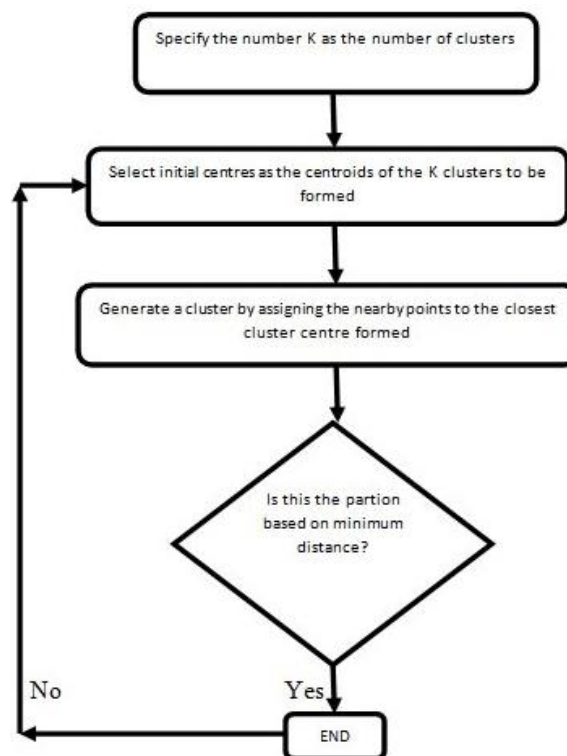 Specify the number K as the number of clusters
Select initial centres as the centroids of the K clusters to be
formed
Generate a cluster by assigning the nearby points to the closest
cluster centre formed
Is this the partion
based on minimum
distance?
No
Yes
END